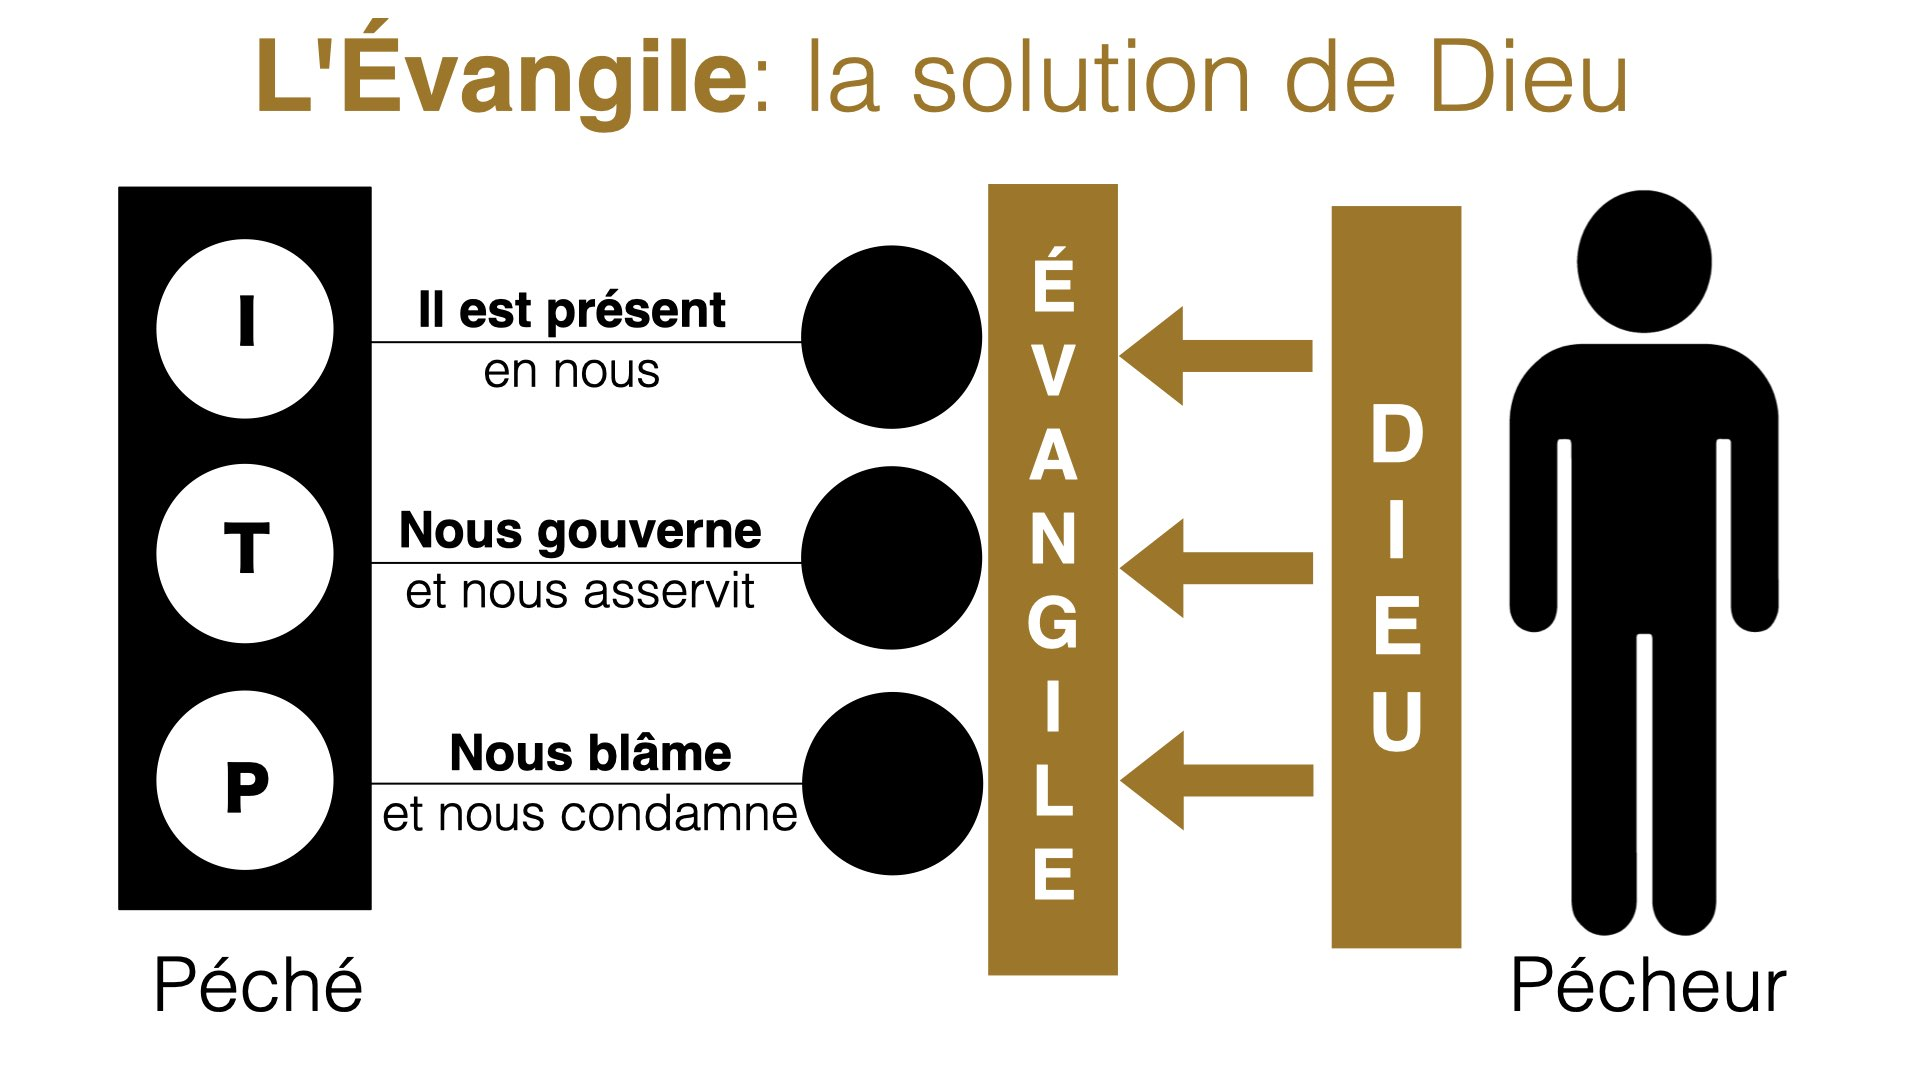 L'Évangile: la solution de Dieu
I
Il est présent
en nous
T
Nous gouverne
et nous asservit
P
Nous blâme
et nous condamne
ÉVANGILE
DIEU
Péché
Pécheur